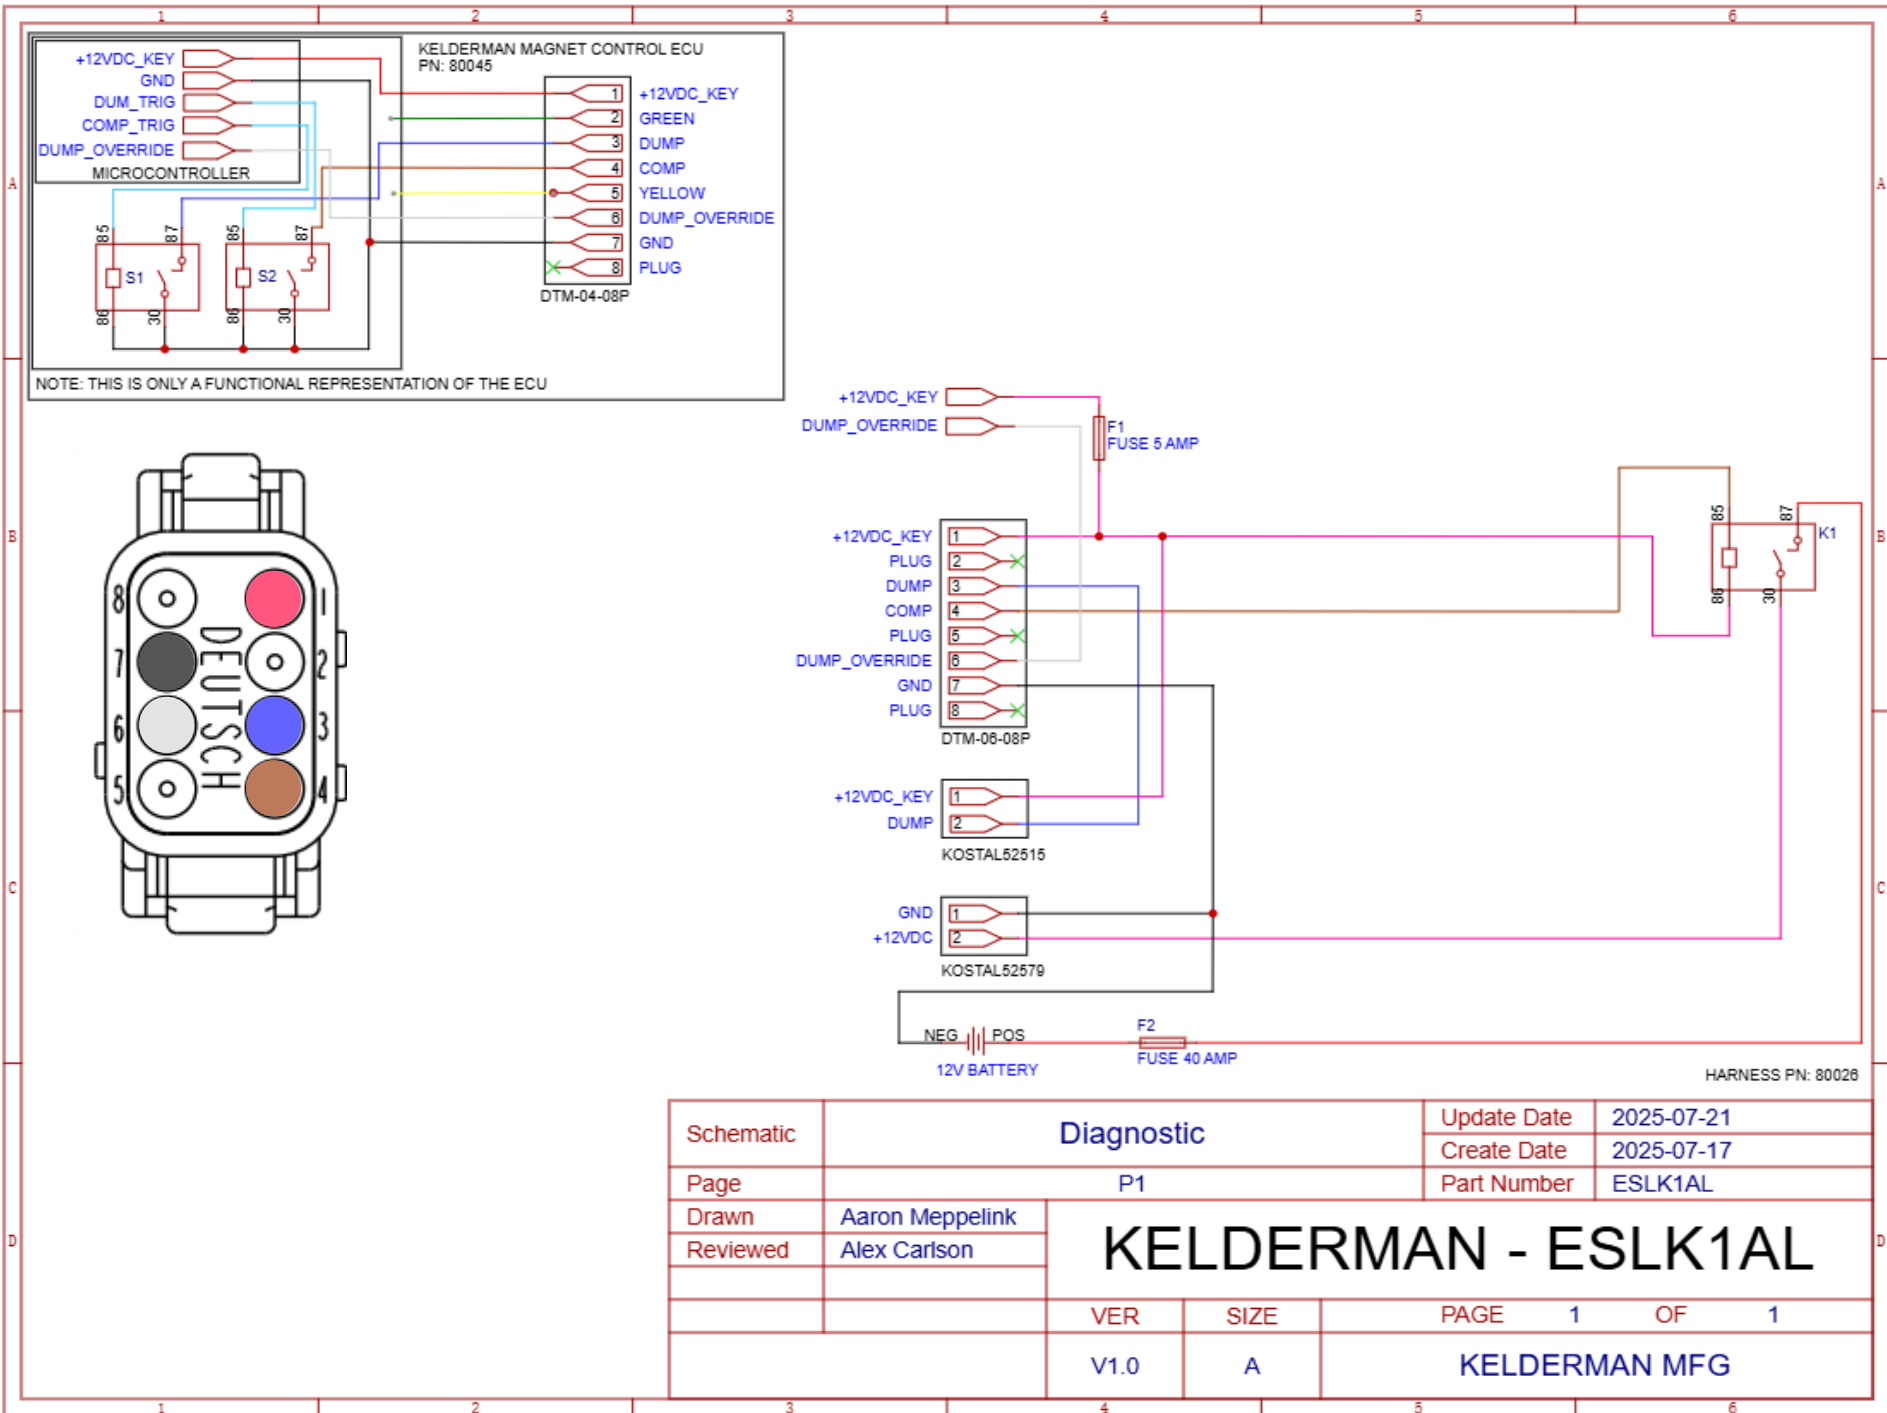 1 2 3 4 5 6
+12VDC_KEY
GND
DUM_TRIG
COMP_TRIG
DUMP_OVERRIDE
MICROCONTROLLER
KELDERMAN MAGNET CONTROL ECU
PN: 80045
1 +12VDC_KEY
2 GREEN
3 DUMP
4 COMP
5 YELLOW
6 DUMP_OVERRIDE
7 GND
8 PLUG
DTM-04-08P
A A
85 87 85 87
S1 S2
86 30 86 30
NOTE: THIS IS ONLY A FUNCTIONAL REPRESENTATION OF THE ECU
+12VDC_KEY
DUMP_OVERRIDE
F1
FUSE 5 AMP
B B
+12VDC_KEY 1
PLUG 2
DUMP 3
COMP 4
PLUG 5
DUMP_OVERRIDE 6
GND 7
PLUG 8
DTM-06-08P
85 87
K1
86 30
8 1
7 2
6 3
5 4
DEUTSCH
+12VDC_KEY 1
DUMP 2
KOSTAL52515
C C
GND 1
+12VDC 2
KOSTAL52579
NEG POS
12V BATTERY
F2
FUSE 40 AMP
HARNESS PN: 80026
D D
Schematic Diagnostic
Update Date 2025-07-21
Create Date 2025-07-17
Page P1
Part Number ESLK1AL
Drawn Aaron Meppelink
Reviewed Alex Carlson
KELDERMAN - ESLK1AL
VER SIZE PAGE 1 OF 1
V1.0 A KELDERMAN MFG
1 2 3 4 5 6